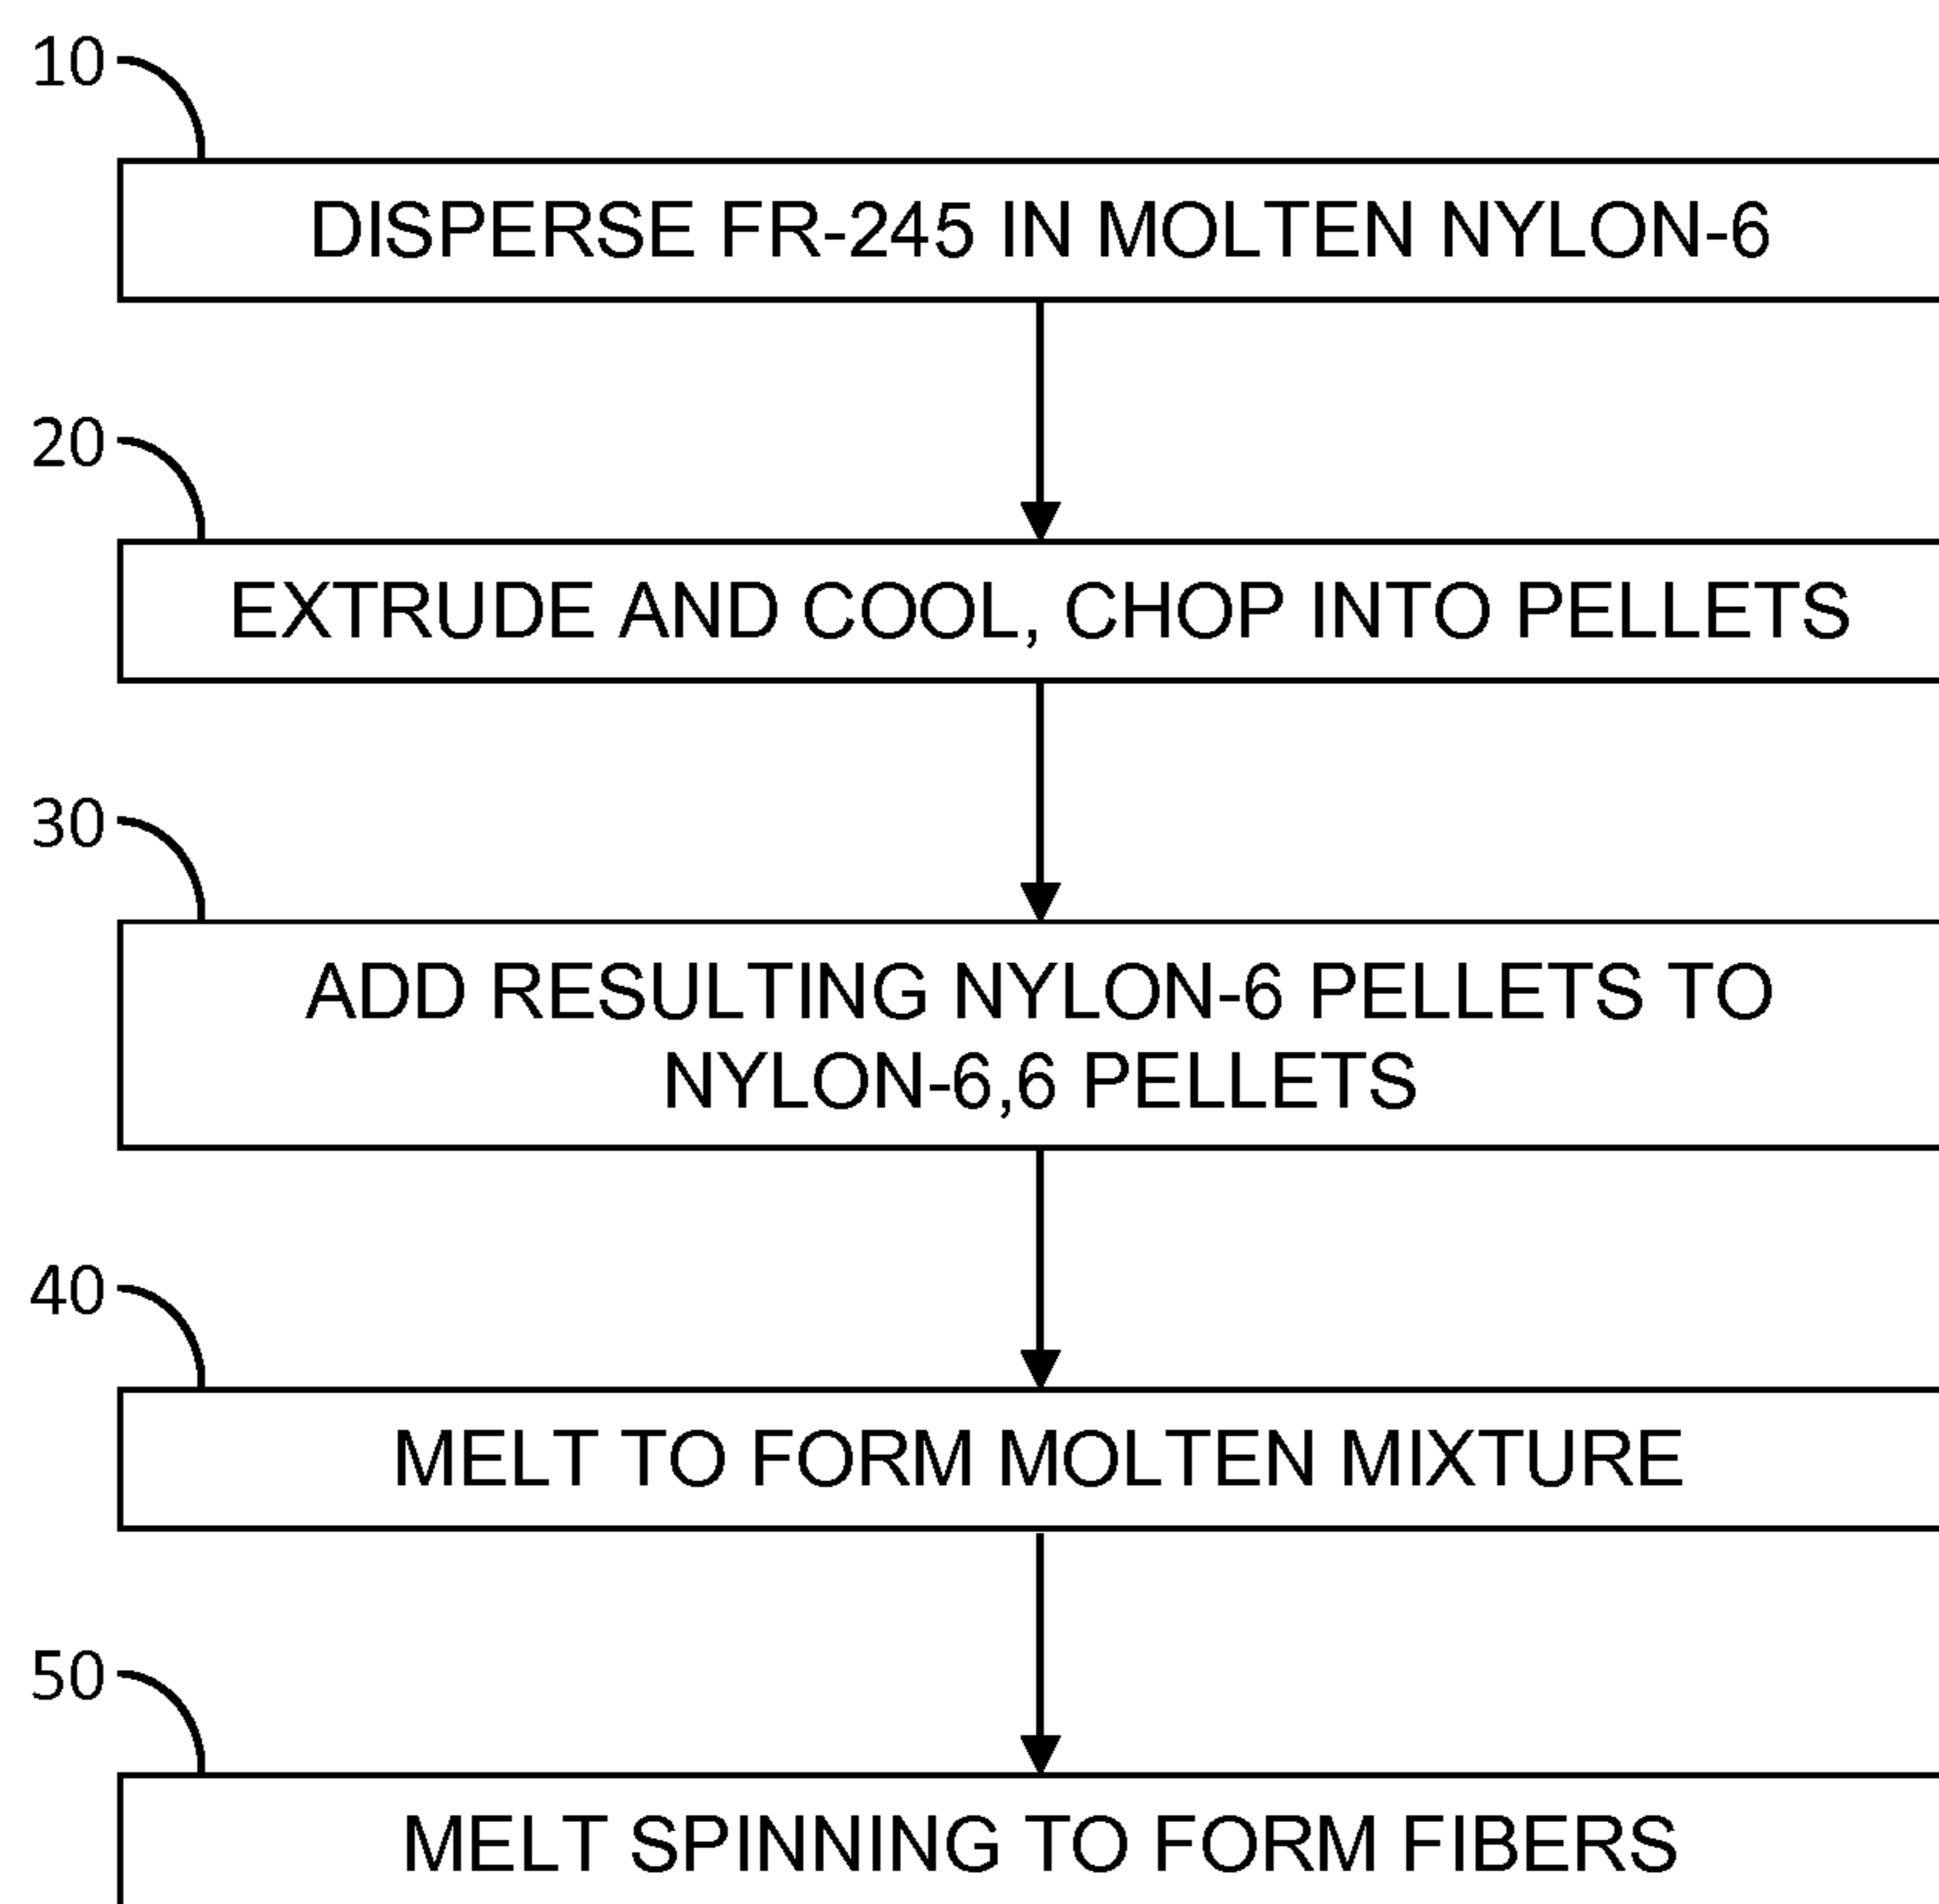 10
DISPERSE FR-245 IN MOLTEN NYLON-6
20
EXTRUDE AND COOL, CHOP INTO PELLETS
30
ADD RESULTING NYLON-6 PELLETS TO
NYLON-6,6 PELLETS
40
MELT TO FORM MOLTEN MIXTURE
50
MELT SPINNING TO FORM FIBERS